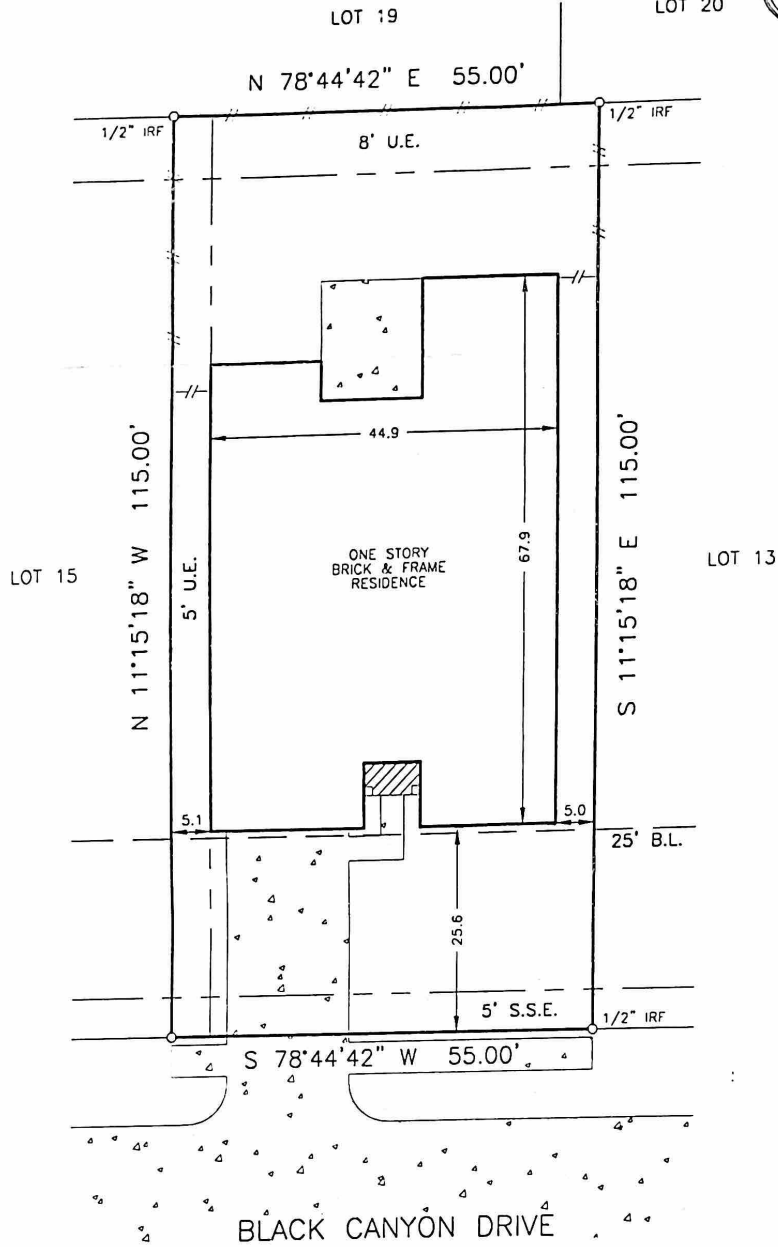 LOT 19
LOT 20
N 78°44'42" E 55.00'
1/2" IRF
1/2" IRF
8' U.E.
44.9
67.9
N 11°15'18" W 115.00'
S 11°15'18" E 115.00'
5' U.E.
ONE STORY
BRICK & FRAME
RESIDENCE
LOT 15
LOT 13
5.1
5.0
25' B.L.
25.6
5' S.S.E.
1/2" IRF
S 78°44'42" W 55.00'
BLACK CANYON DRIVE